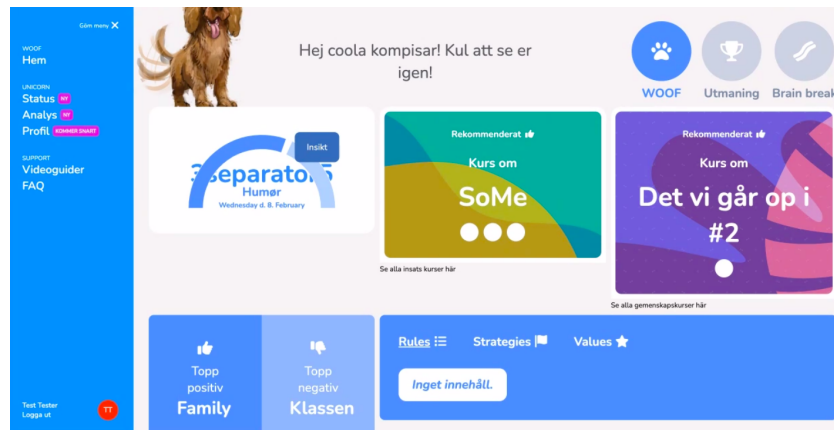 Göm meny X
WOOF
Hem
UNICORN
Status NY
Analys NY
Profil KOMMER SNART
SUPPORT
Videoguider
FAQ
Test Tester
Logga ut
TT
Hej coola kompisar! Kul att se er
igen!
WOOF
Utmaning
Brain break
Insikt
3separator5
Humør
Wednesday d. 8. February
Rekommenderat
Kurs om
SoMe
Se alla insats kurser här
Rekommenderat
Kurs om
Det vi går op i
#2
Se alla gemenskapskurser här
Topp
positiv
Family
Topp
negativ
Klassen
Rules
Strategies
Values
Inget innehåll.